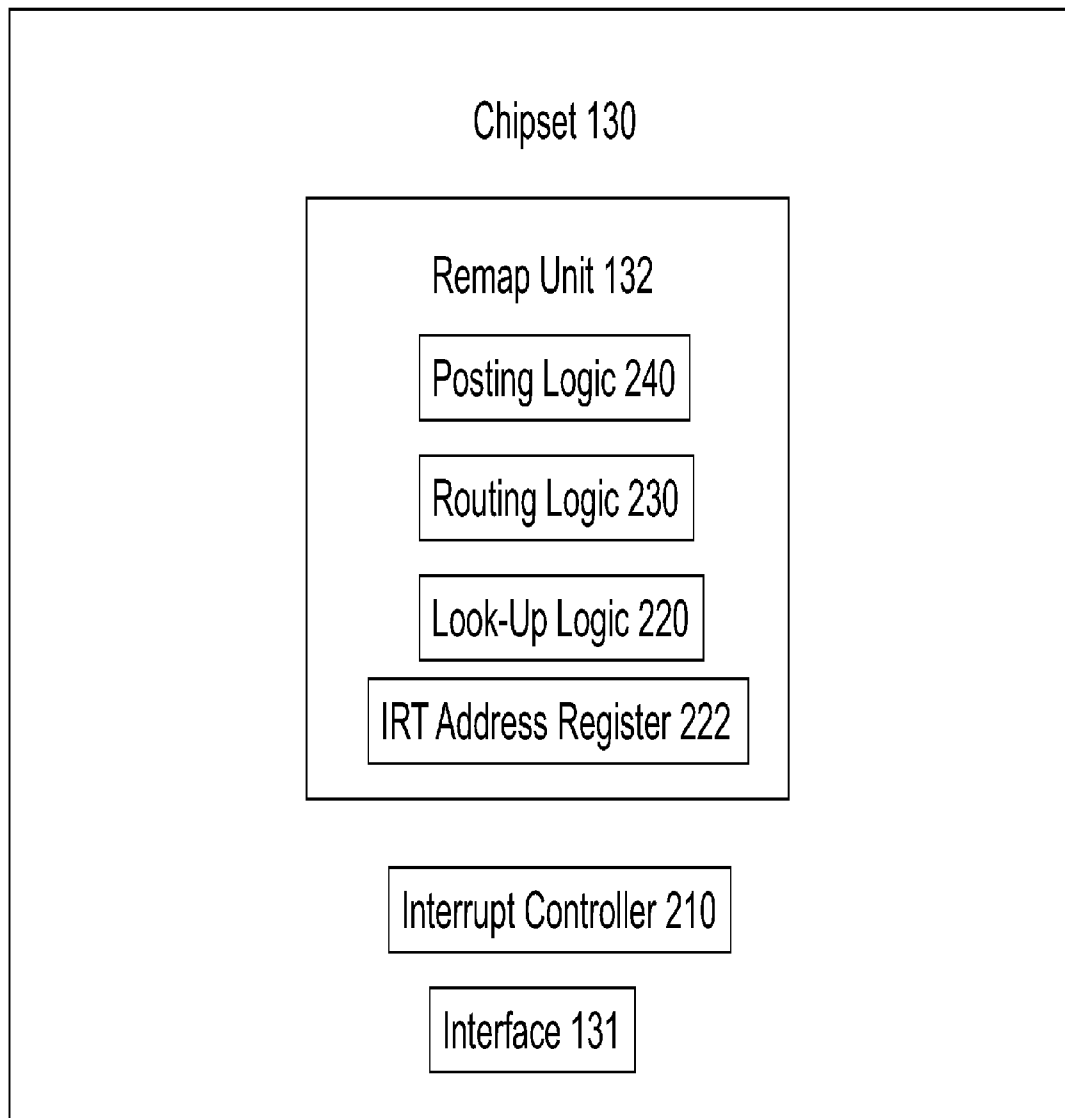 Chipset 130
Remap Unit 132
Posting Logic 240
Routing Logic 230
Look-Up Logic 220
IRT Address Register 222
Interrupt Controller 210
Interface 131